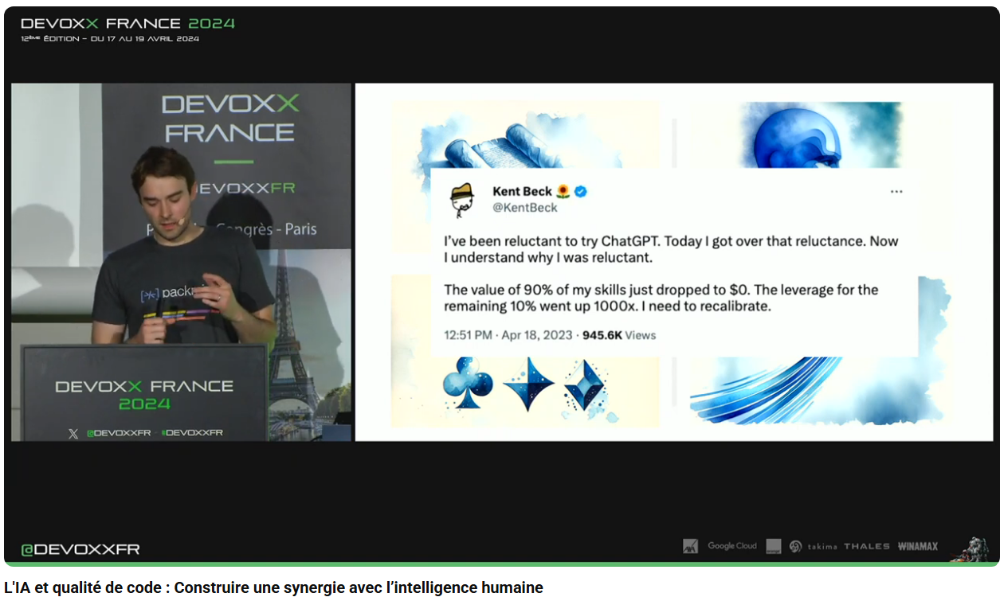 DEVOXX FRANCE 2024
12ÈME ÉDITION - DU 17 AU 19 AVRIL 2024
DEVOXX
FRANCE
EVOXXFR
Congrès - Paris
DEVOXX FRANCE
2024
@DEVOXXFR #DEVOXXFR
Kent Beck
@KentBeck
I've been reluctant to try ChatGPT. Today I got over that reluctance. Now
I understand why I was reluctant.
The value of 90% of my skills just dropped to $0. The leverage for the
remaining 10% went up 1000x. I need to recalibrate.
12:51 PM · Apr 18, 2023 · 945.6K Views
@DEVOXXFR
Google Cloud takima THALES WINAMAX
L'IA et qualité de code : Construire une synergie avec l’intelligence humaine